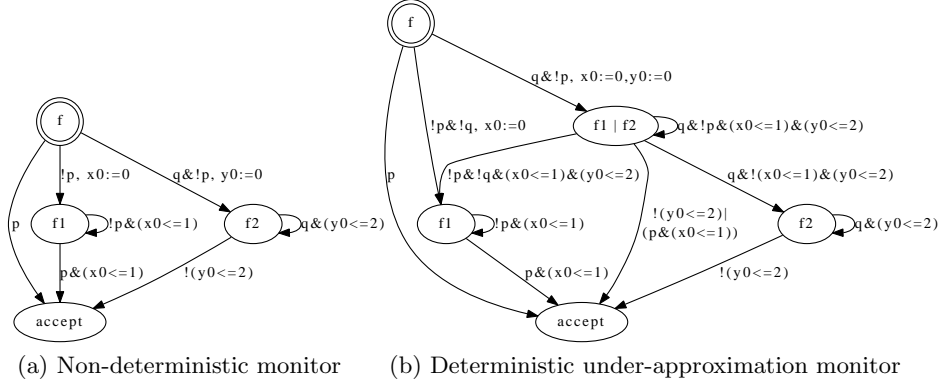 f
!p, x0:=0
q&!p, y0:=0
p
f1
!p&(x0<=1)
f2
q&(y0<=2)
p&(x0<=1)
!(y0<=2)
accept
(a) Non-deterministic monitor
f
q&!p, x0:=0,y0:=0
!p&!q, x0:=0
f1 | f2
q&!p&(x0<=1)&(y0<=2)
p
!p&!q&(x0<=1)&(y0<=2)
q&!(x0<=1)&(y0<=2)
f1
!p&(x0<=1)
!(y0<=2)|
(p&(x0<=1))
f2
q&(y0<=2)
p&(x0<=1)
!(y0<=2)
accept
(b) Deterministic under-approximation monitor